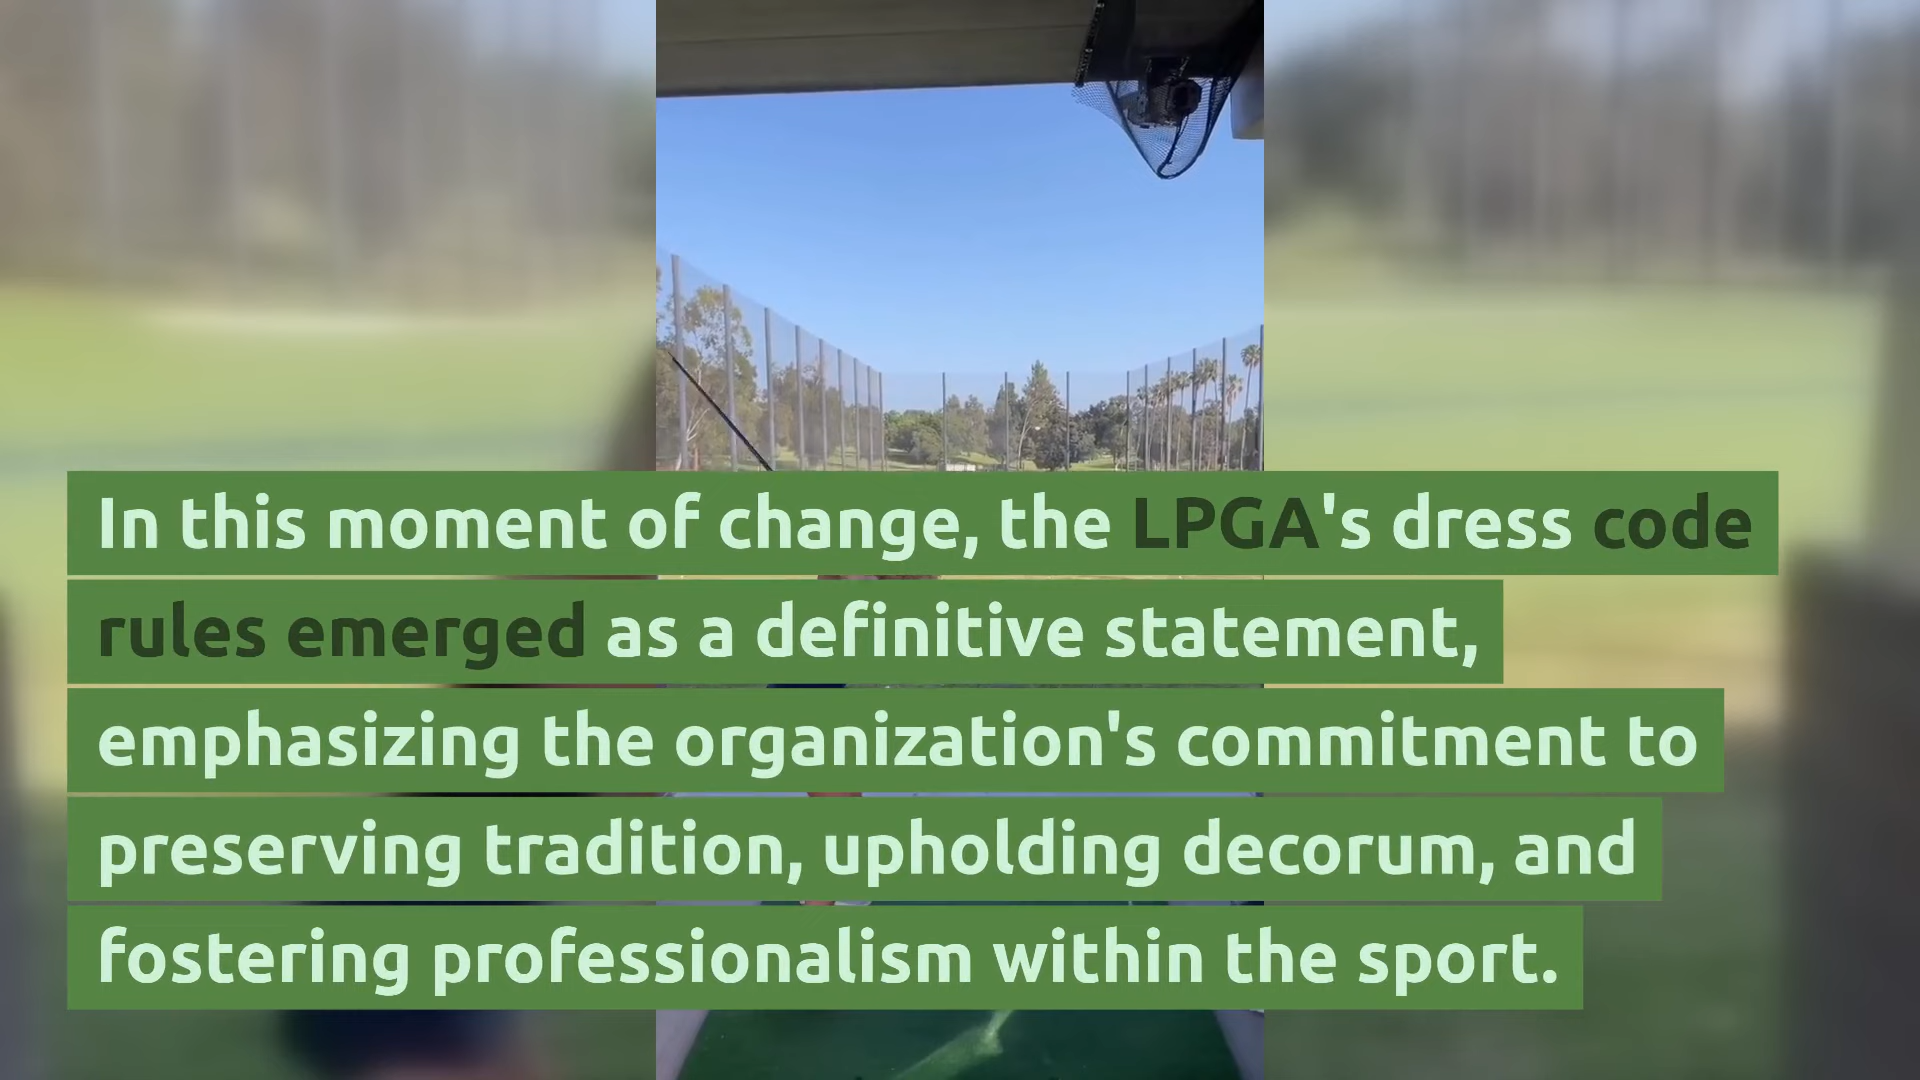 In this moment of change, the LPGA's dress code
rules emerged as a definitive statement,
emphasizing the organization's commitment to
preserving tradition, upholding decorum, and
fostering professionalism within the sport.